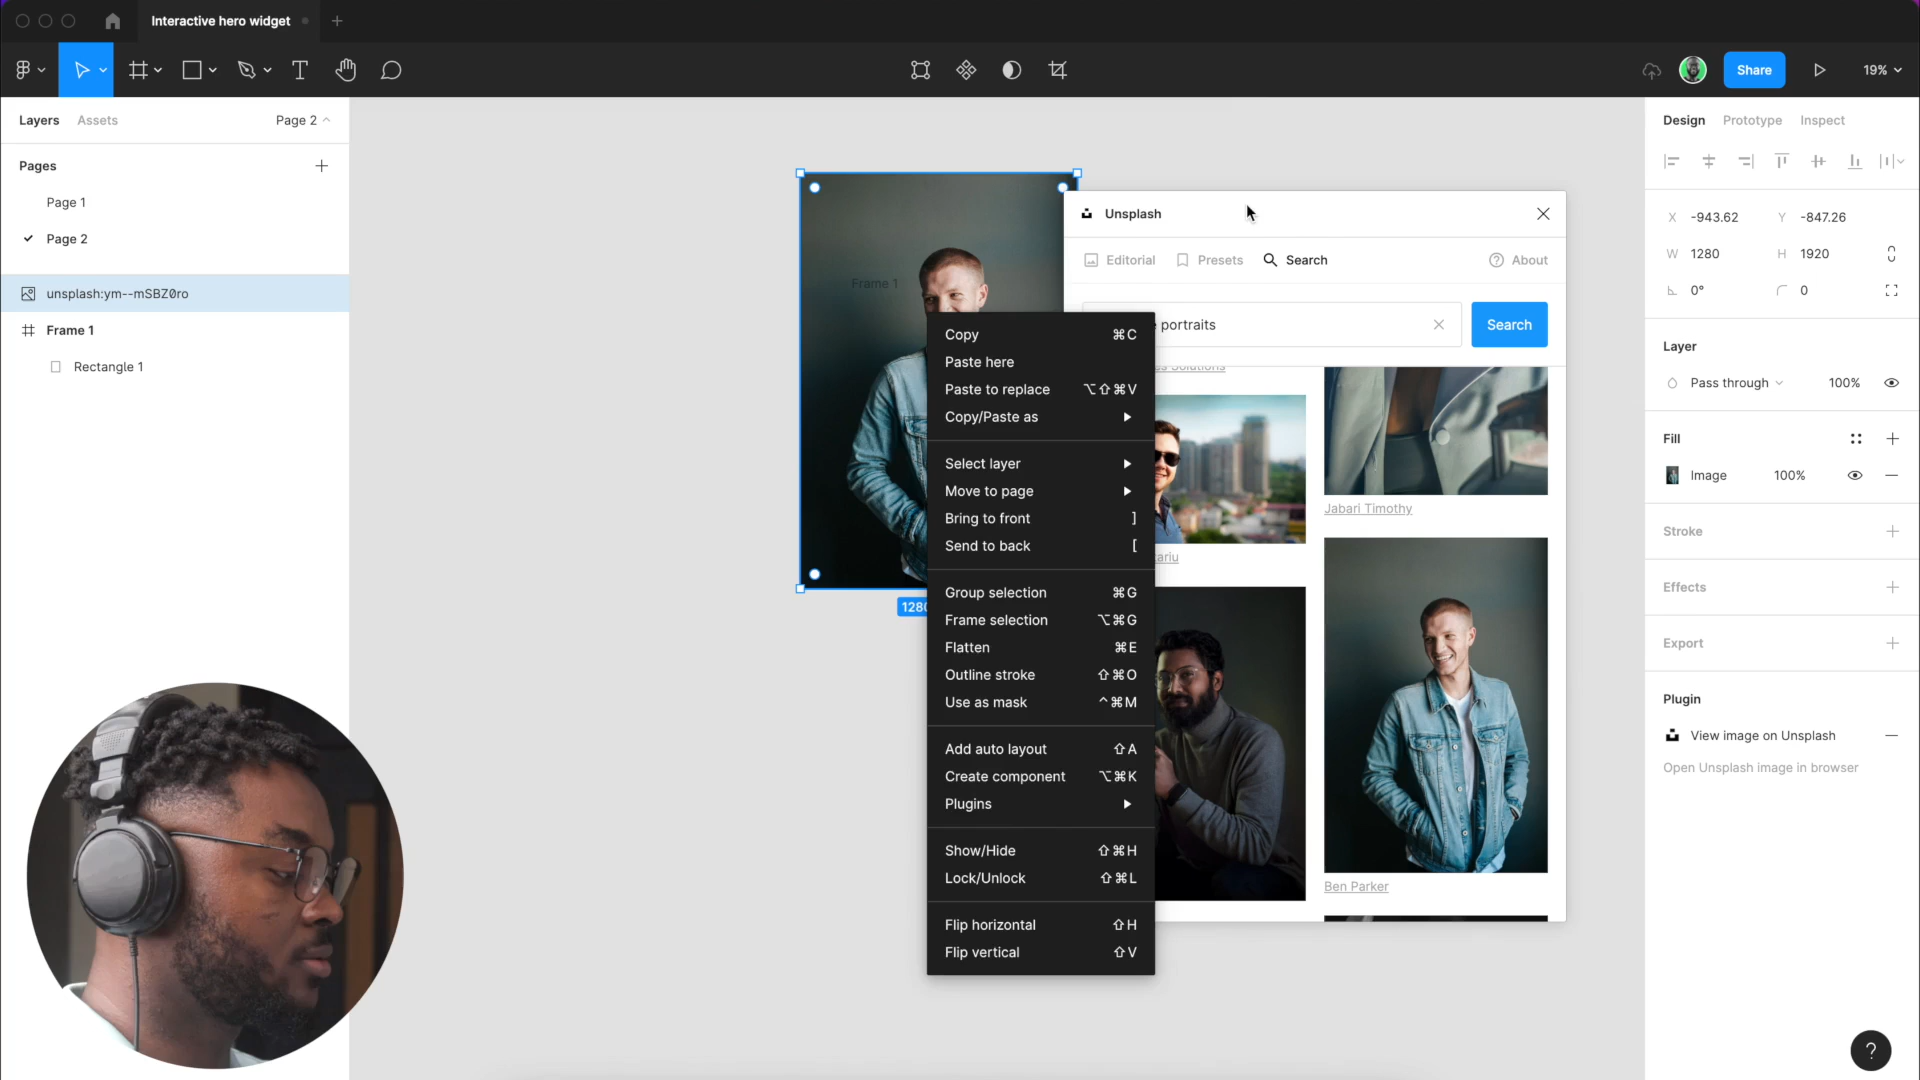 Interactive hero widget
Share
19%
Layers
Assets
Page 2
Pages
Page 1
Page 2
unsplash:ym--mSBZ0ro
Frame 1
Rectangle 1
Frame 1
1280
Copy ⌘C
Paste here
Paste to replace ⌥⇧⌘V
Copy/Paste as
Select layer
Move to page
Bring to front ]
Send to back [
Group selection ⌘G
Frame selection ⌥⌘G
Flatten ⌘E
Outline stroke ⇧⌘O
Use as mask ^⌘M
Add auto layout ⇧A
Create component ⌥⌘K
Plugins
Show/Hide ⇧⌘H
Lock/Unlock ⇧⌘L
Flip horizontal ⇧H
Flip vertical ⇧V
Unsplash
Editorial
Presets
Search
About
portraits
Search
Solutions
Jabari Timothy
Ben Parker
Design
Prototype
Inspect
X -943.62
Y -847.26
W 1280
H 1920
0°
0
Layer
Pass through
100%
Fill
Image
100%
Stroke
Effects
Export
Plugin
View image on Unsplash
Open Unsplash image in browser
?